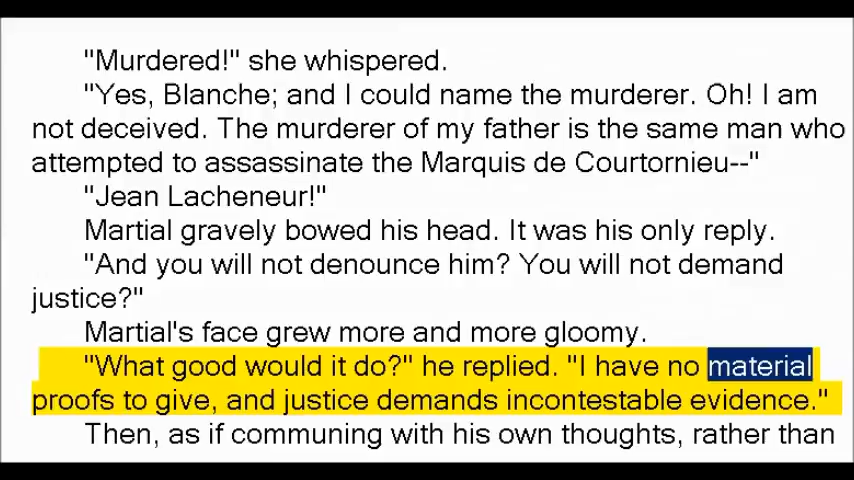 "Murdered!" she whispered.
"Yes, Blanche; and I could name the murderer. Oh! I am
not deceived. The murderer of my father is the same man who
attempted to assassinate the Marquis de Courtornieu--"
"Jean Lacheneur!"
Martial gravely bowed his head. It was his only reply.
"And you will not denounce him? You will not demand
justice?"
Martial's face grew more and more gloomy.
"What good would it do?" he replied. "I have no material
proofs to give, and justice demands incontestable evidence."
Then, as if communing with his own thoughts, rather than